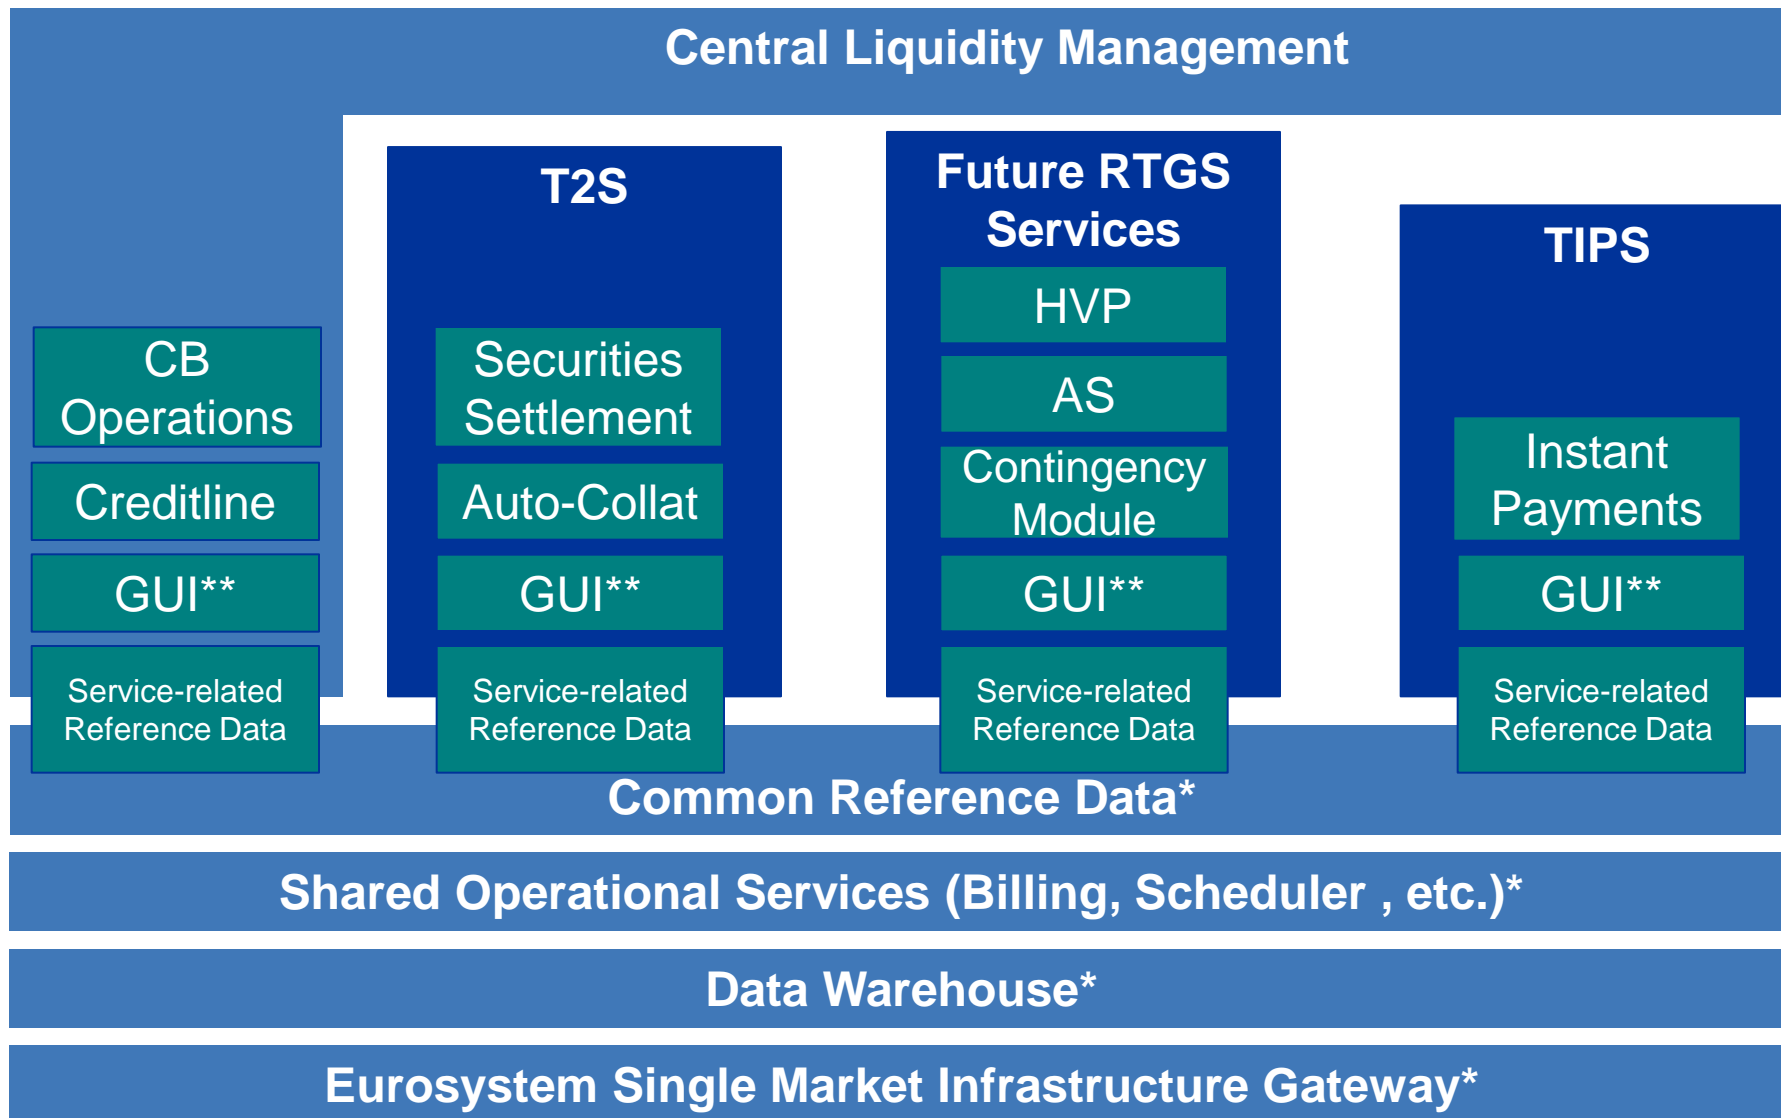 Central Liquidity Management
CB
Operations
Creditline
GUI**
Service-related
Reference Data
T2S
Securities
Settlement
Auto-Collat
GUI**
Service-related
Reference Data
Future RTGS
Services
HVP
AS
Contingency
Module
GUI**
Service-related
Reference Data
TIPS
Instant
Payments
GUI**
Service-related
Reference Data
Common Reference Data*
Shared Operational Services (Billing, Scheduler , etc.)*
Data Warehouse*
Eurosystem Single Market Infrastructure Gateway*